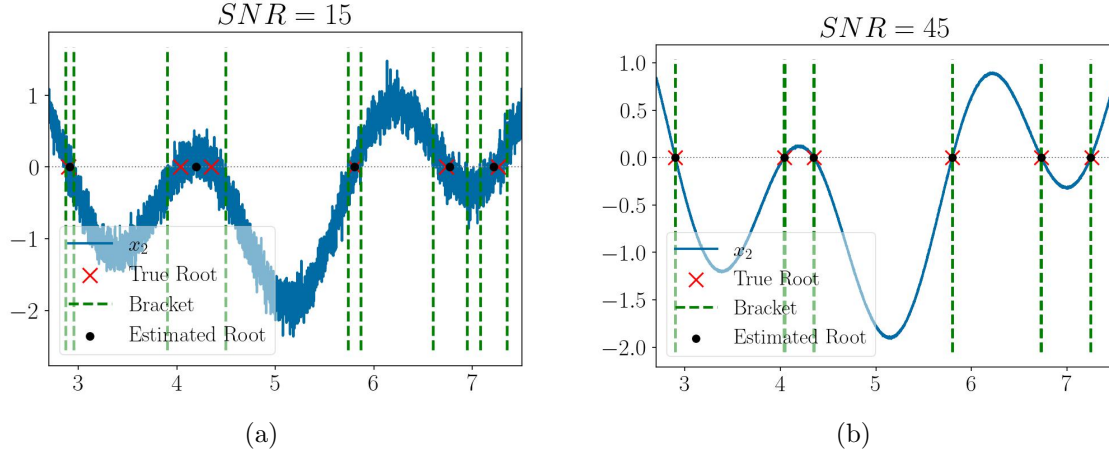 SNR = 15
1
0
−1
−2
x₂
True Root
Bracket
Estimated Root
3 4 5 6 7
(a)
SNR = 45
1.0
0.5
0.0
−0.5
−1.0
−1.5
−2.0
x₂
True Root
Bracket
Estimated Root
3 4 5 6 7
(b)